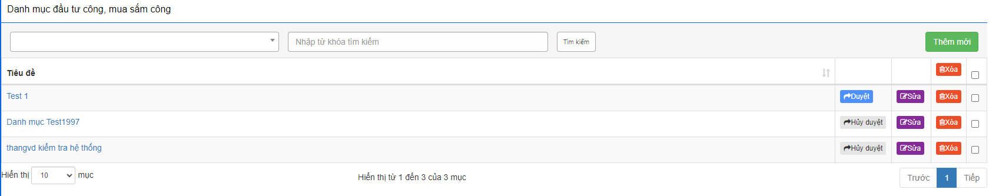 Danh mục đầu tư công, mua sắm công
Nhập từ khóa tìm kiếm Tìm kiếm Thêm mới
Tiêu đề Xóa
Test 1 Duyệt Sửa Xóa
Danh mục Test1997 Hủy duyệt Sửa Xóa
thangvd kiểm tra hệ thống Hủy duyệt Sửa Xóa
Hiển thị 10 mục Hiển thị từ 1 đến 3 của 3 mục Trước 1 Tiếp